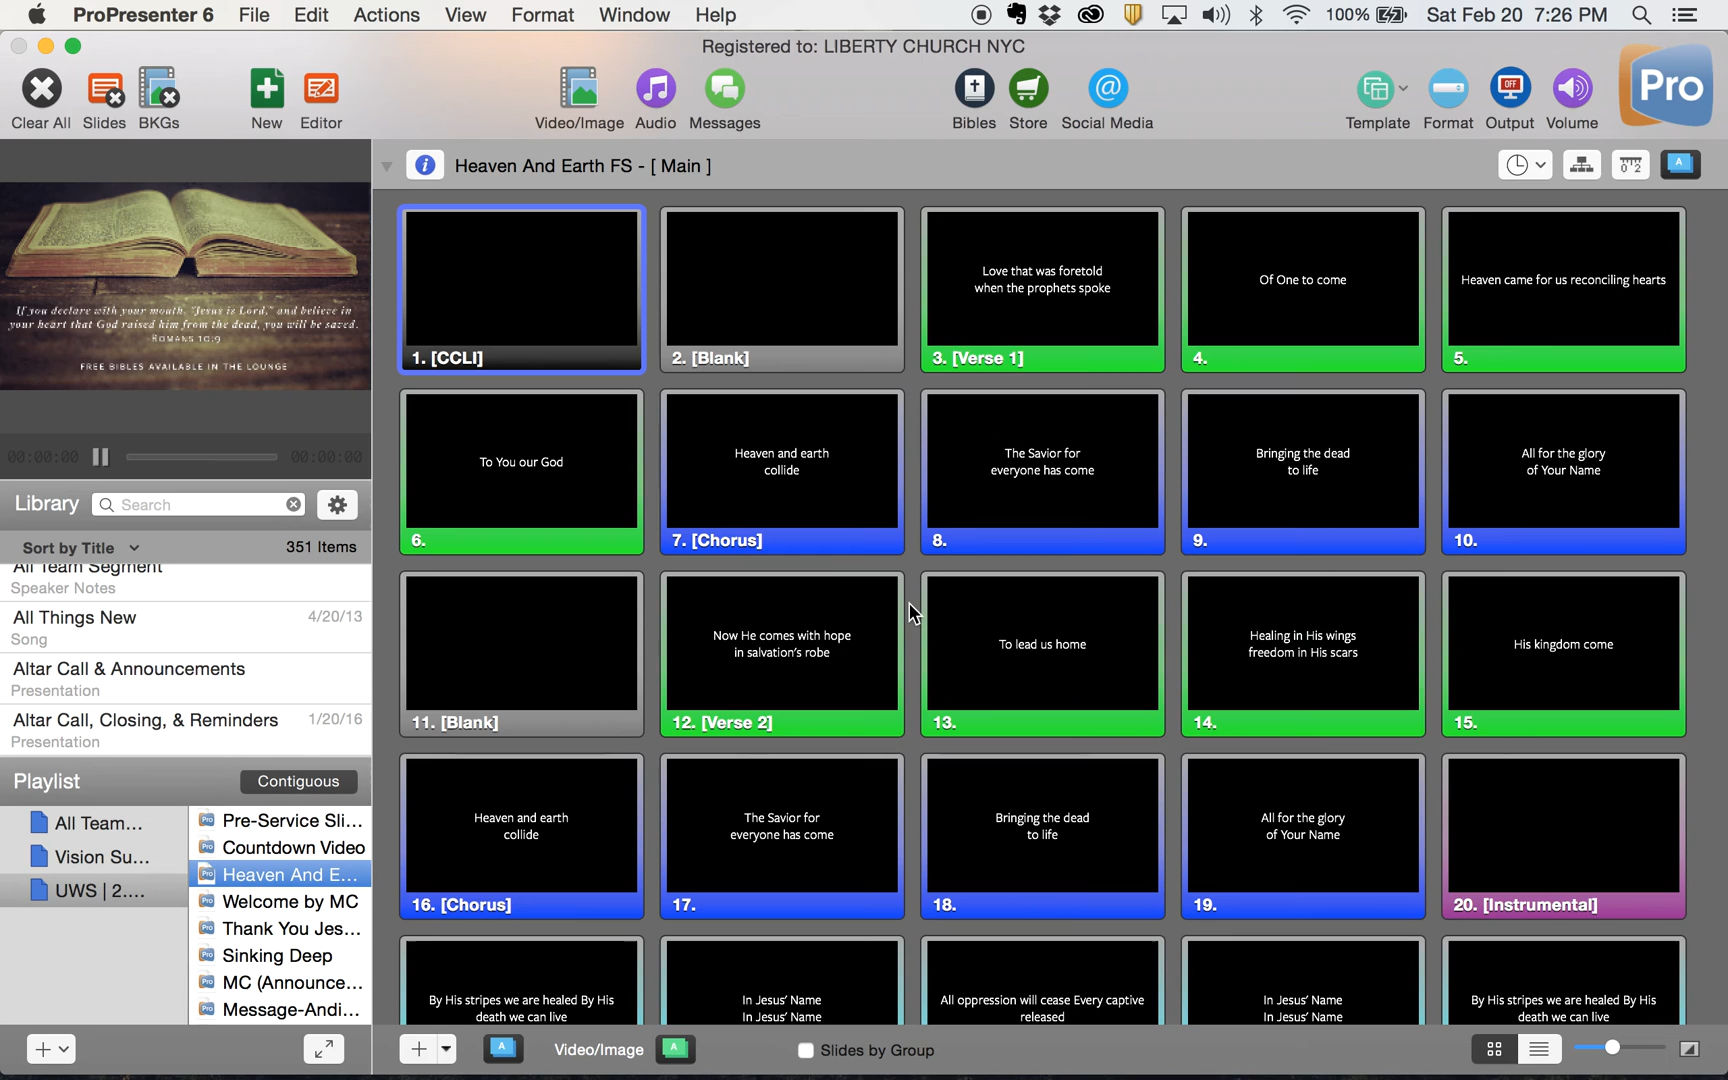 ProPresenter 6 File Edit Actions View Format Window Help 100% Sat Feb 20 7:26 PM
Registered to: LIBERTY CHURCH NYC
Clear All Slides BKGs New Editor Video/Image Audio Messages Bibles Store Social Media Template Format Output Volume
OFF
Pro
Heaven And Earth FS - [ Main ]
If you declare with your mouth, "Jesus is Lord," and believe in
your heart that God raised him from the dead, you will be saved.
Romans 10:9
FREE BIBLES AVAILABLE IN THE LOUNGE
00:00:00 00:00:00
Library Search
Sort by Title 351 Items
All Team Segment
Speaker Notes
All Things New 4/20/13
Song
Altar Call & Announcements
Presentation
Altar Call, Closing, & Reminders 1/20/16
Presentation
Playlist Contiguous
All Team...
Vision Su...
UWS | 2....
Pre-Service Sli...
Countdown Video
Heaven And E...
Welcome by MC
Thank You Jes...
Sinking Deep
MC (Announce...
Message-Andi...
1. [CCLI]
2. [Blank]
Love that was foretold
when the prophets spoke
3. [Verse 1]
Of One to come
4.
Heaven came for us reconciling hearts
5.
To You our God
6.
Heaven and earth
collide
7. [Chorus]
The Savior for
everyone has come
8.
Bringing the dead
to life
9.
All for the glory
of Your Name
10.
11. [Blank]
Now He comes with hope
in salvation's robe
12. [Verse 2]
To lead us home
13.
Healing in His wings
freedom in His scars
14.
His kingdom come
15.
Heaven and earth
collide
16. [Chorus]
The Savior for
everyone has come
17.
Bringing the dead
to life
18.
All for the glory
of Your Name
19.
20. [Instrumental]
By His stripes we are healed By His
death we can live
In Jesus' Name
In Jesus' Name
All oppression will cease Every captive
released
In Jesus' Name
In Jesus' Name
By His stripes we are healed By His
death we can live
Video/Image Slides by Group